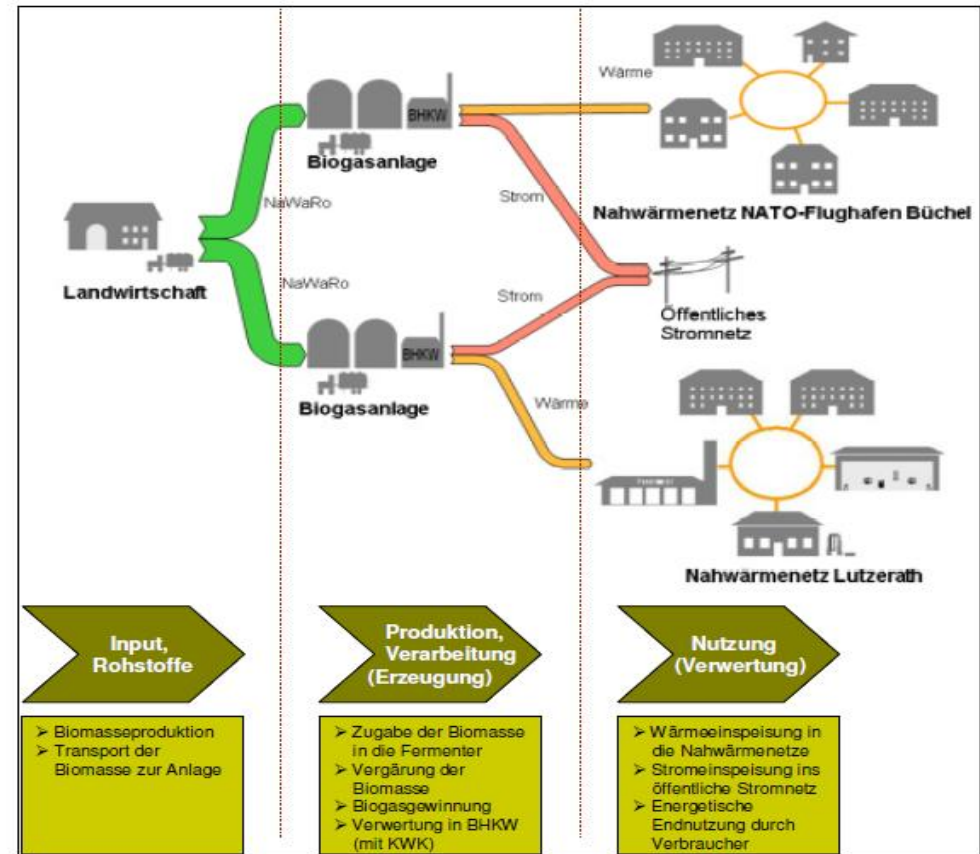 Wärme
BHKW
Biogasanlage
NaWaRo
Strom
Nahwärmenetz NATO-Flughafen Büchel
Landwirtschaft
NaWaRo
Strom
Öffentliches
Stromnetz
BHKW
Biogasanlage
Wärme
Nahwärmenetz Lutzerath
Input,
Rohstoffe
Produktion,
Verarbeitung
(Erzeugung)
Nutzung
(Verwertung)
➢ Biomasseproduktion
➢ Transport der
Biomasse zur Anlage
➢ Zugabe der Biomasse
in die Fermenter
➢ Vergärung der
Biomasse
➢ Biogasgewinnung
➢ Verwertung in BHKW
(mit KWK)
➢ Wärmeeinspeisung in
die Nahwärmenetze
➢ Stromeinspeisung ins
öffentliche Stromnetz
➢ Energetische
Endnutzung durch
Verbraucher